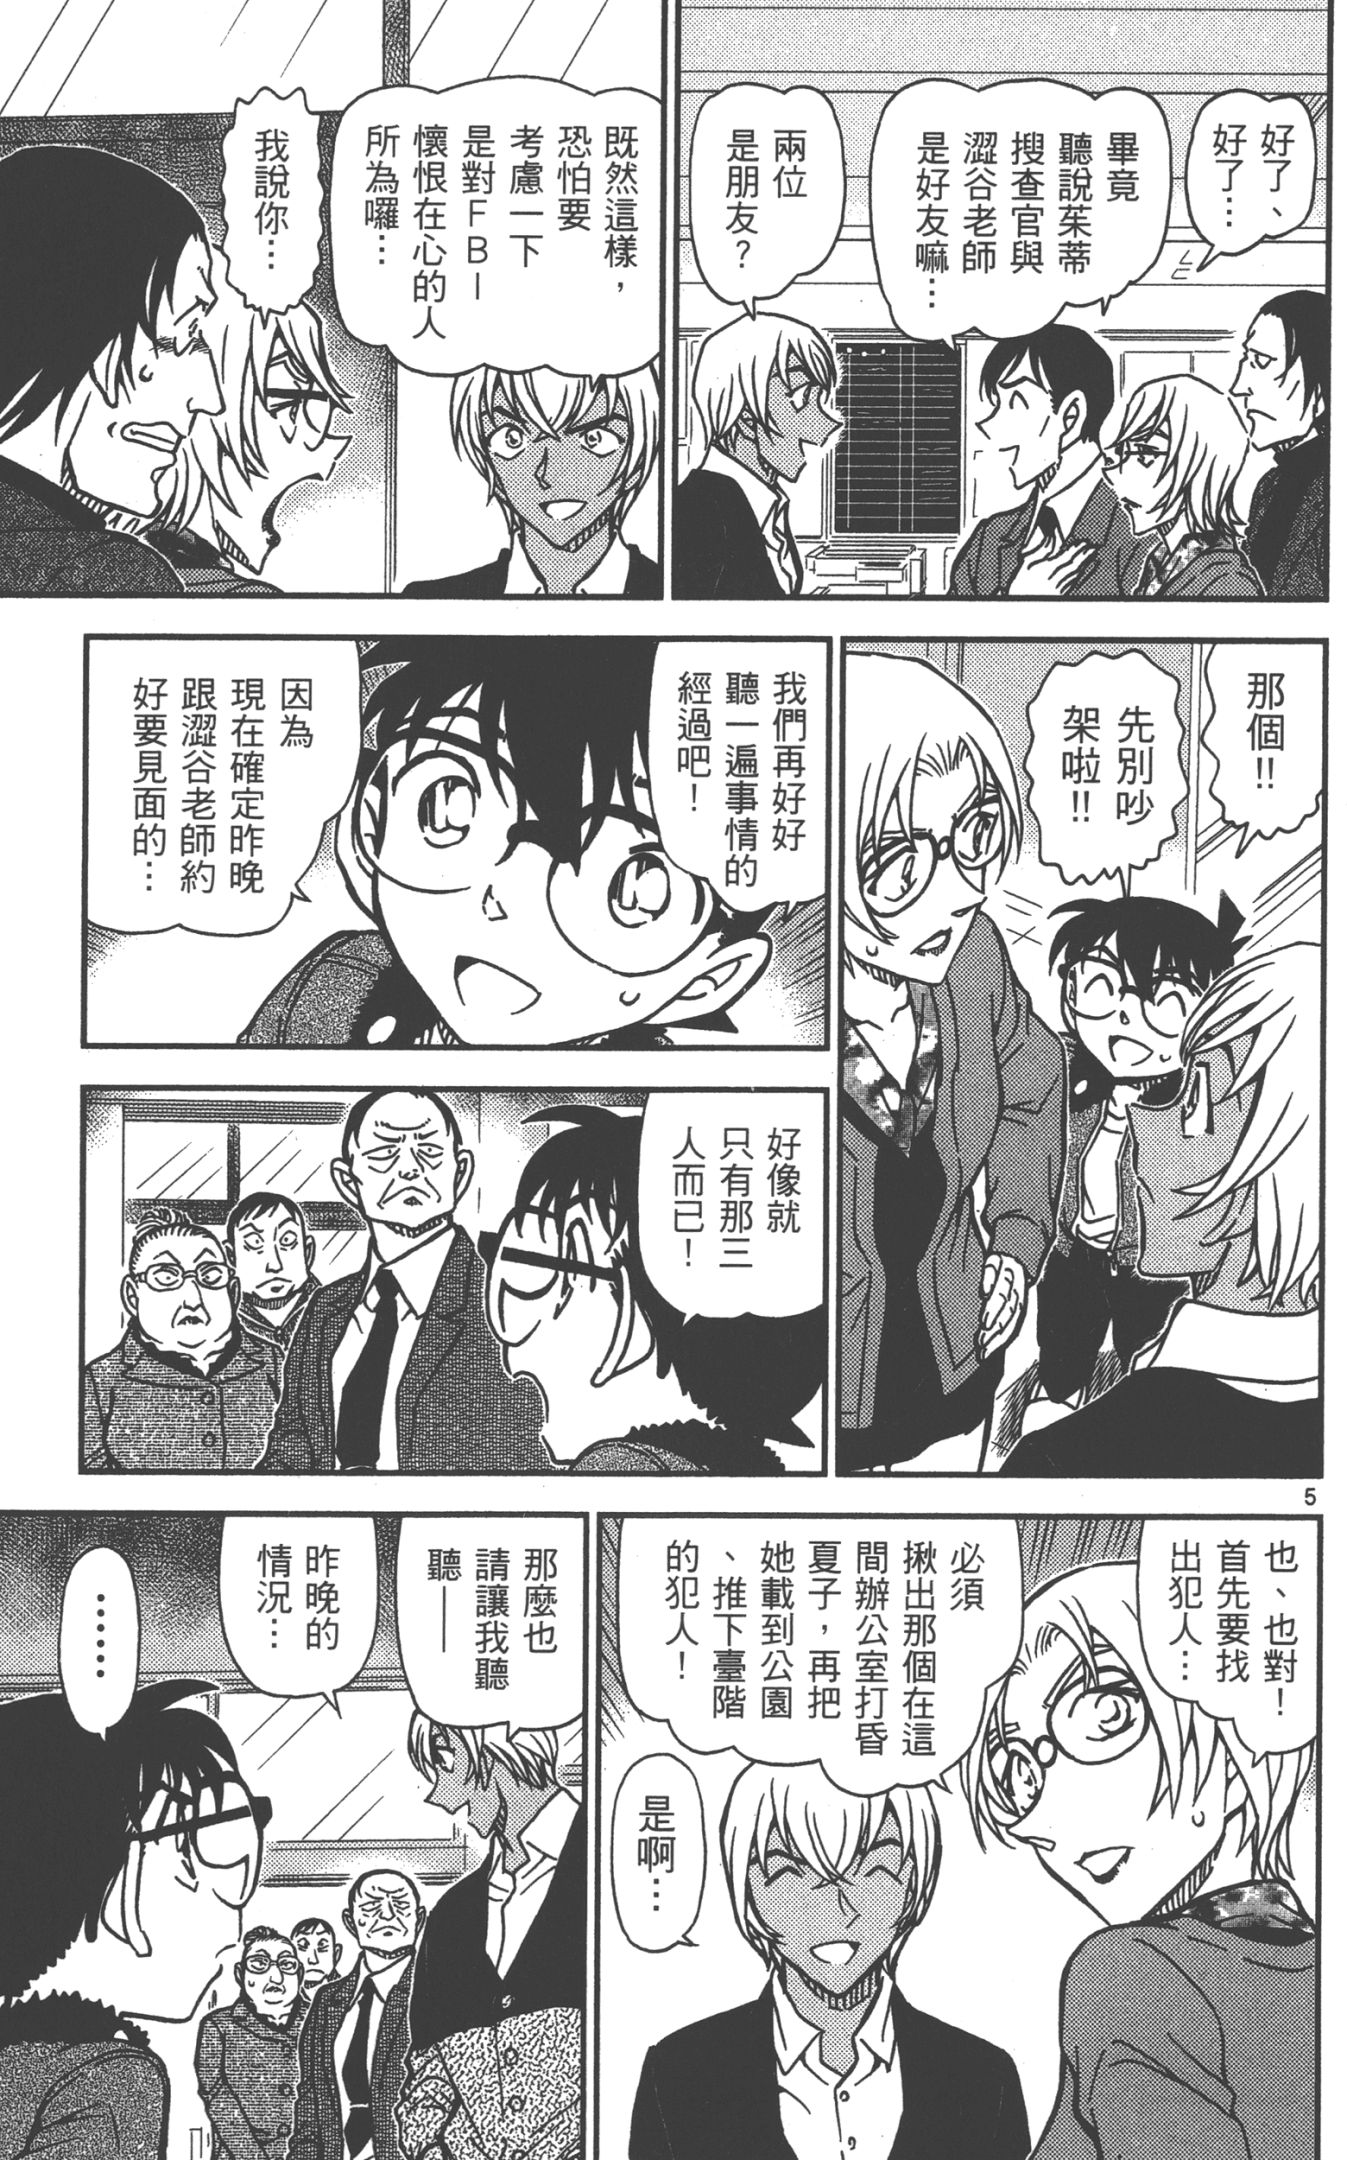 好了、
好了…
畢竟
聽說茱蒂
搜查官與
澀谷老師
是好友嘛…
兩位
是朋友？
既然這樣，
恐怕要
考慮一下
是對FBI
懷恨在心的人
所為囉…
我說你…
那個!!
先別吵
架啦!!
我們再好好
聽一遍事情的
經過吧！
因為
現在確定昨晚
跟澀谷老師約
好要見面的…
好像就
只有那三
人而已！
5
也、也對！
首先要找
出犯人…
必須
揪出那個在這
間辦公室打昏
夏子，再把
她載到公園
、推下臺階
的犯人！
是啊…
那麼也
請讓我聽
聽——
昨晚的
情況…
……